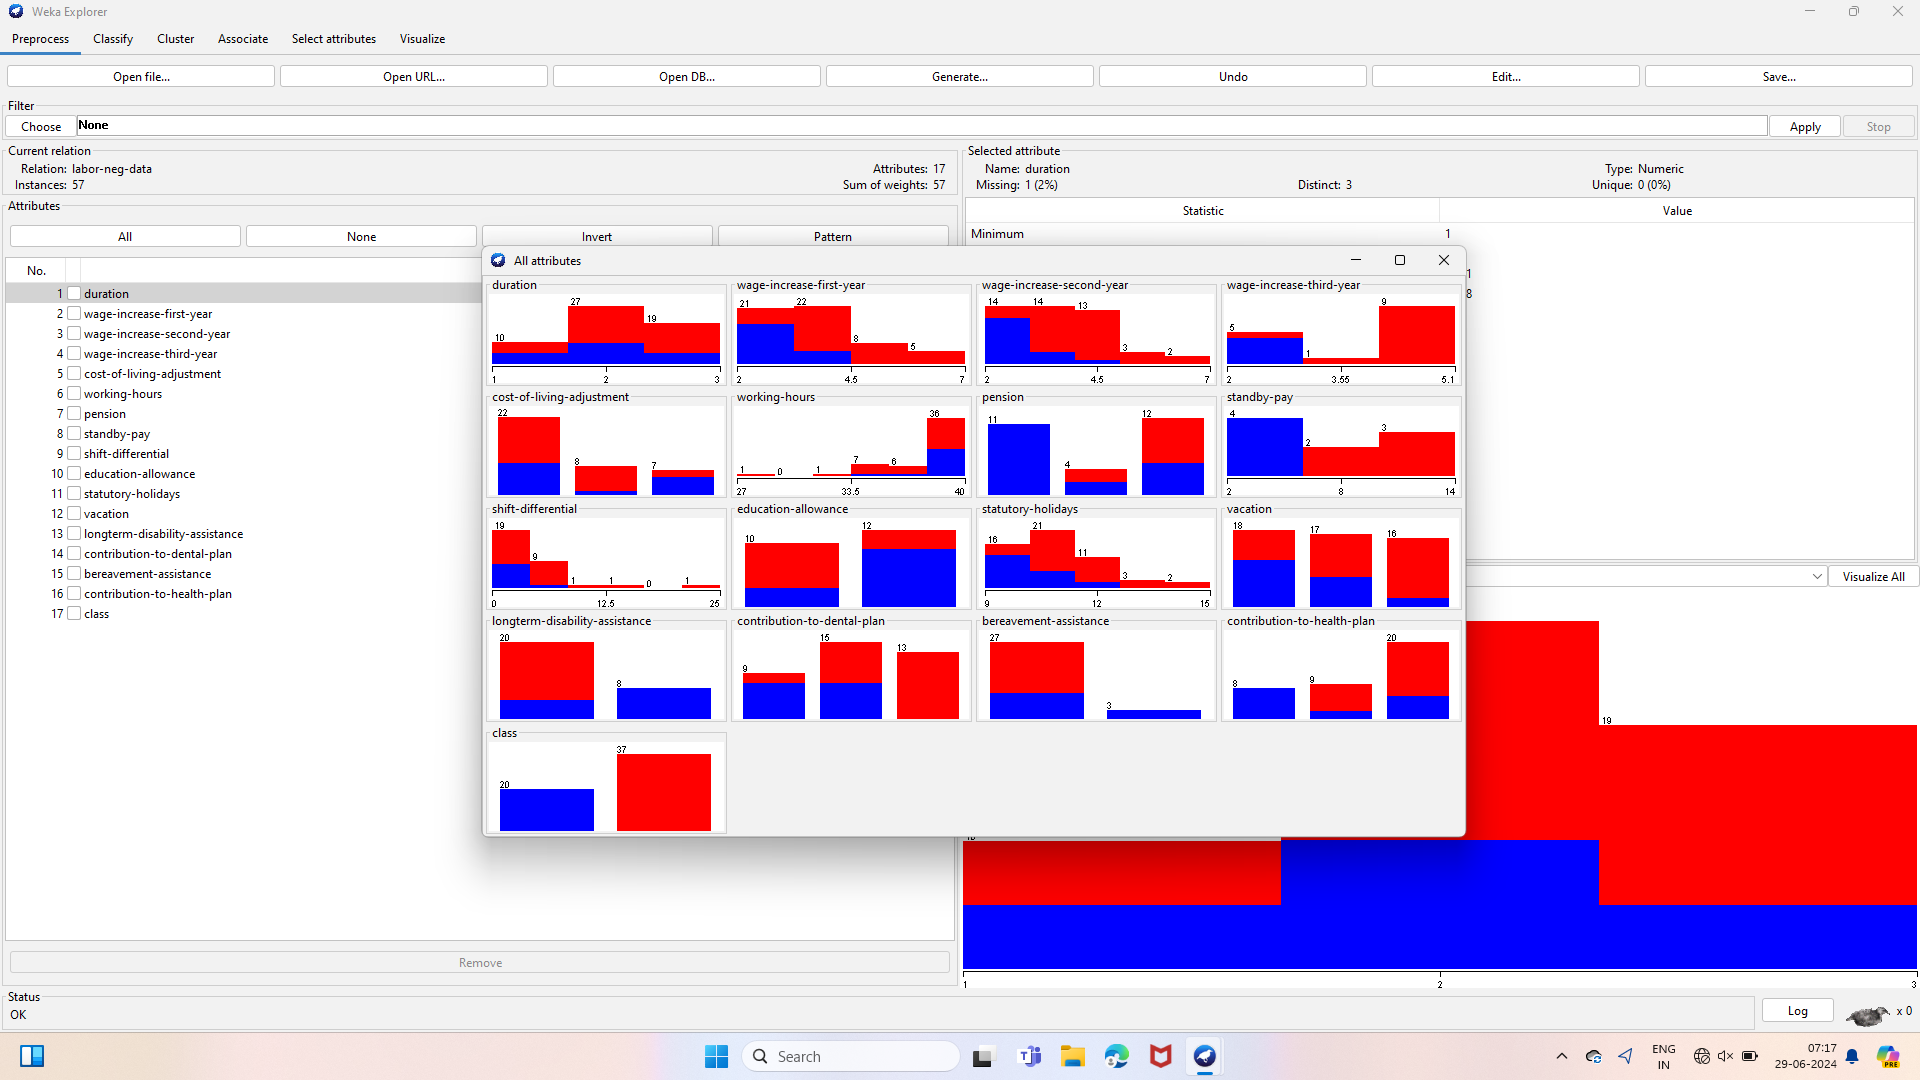 Weka Explorer
Preprocess Classify Cluster Associate Select attributes Visualize
Open file... Open URL... Open DB... Generate... Undo Edit... Save...
Filter
Choose None Apply Stop
Current relation
Relation: labor-neg-data Attributes: 17
Instances: 57 Sum of weights: 57
Selected attribute
Name: duration Type: Numeric
Missing: 1 (2%) Distinct: 3 Unique: 0 (0%)
Statistic Value
Minimum 1
1
8
Attributes
All None Invert Pattern
No.
1 duration
2 wage-increase-first-year
3 wage-increase-second-year
4 wage-increase-third-year
5 cost-of-living-adjustment
6 working-hours
7 pension
8 standby-pay
9 shift-differential
10 education-allowance
11 statutory-holidays
12 vacation
13 longterm-disability-assistance
14 contribution-to-dental-plan
15 bereavement-assistance
16 contribution-to-health-plan
17 class
Remove
All attributes
duration
10 27 19
1 2 3
wage-increase-first-year
21 22 8 5
2 4.5 7
wage-increase-second-year
14 14 13 3 2
2 4.5 7
wage-increase-third-year
5 1 9
2 3.55 5.1
cost-of-living-adjustment
22 8 7
working-hours
1 0 1 7 6 36
27 33.5 40
pension
11 4 12
standby-pay
4 2 3
2 8 14
shift-differential
19 9 1 1 0 1
0 12.5 25
education-allowance
10 12
statutory-holidays
16 21 11 3 2
9 12 15
vacation
18 17 16
longterm-disability-assistance
20 8
contribution-to-dental-plan
9 15 13
bereavement-assistance
27 3
contribution-to-health-plan
8 9 20
class
20 37
Visualize All
19
1 2 3
Status
OK
Log x 0
Search
ENG
IN
07:17
29-06-2024
PRE